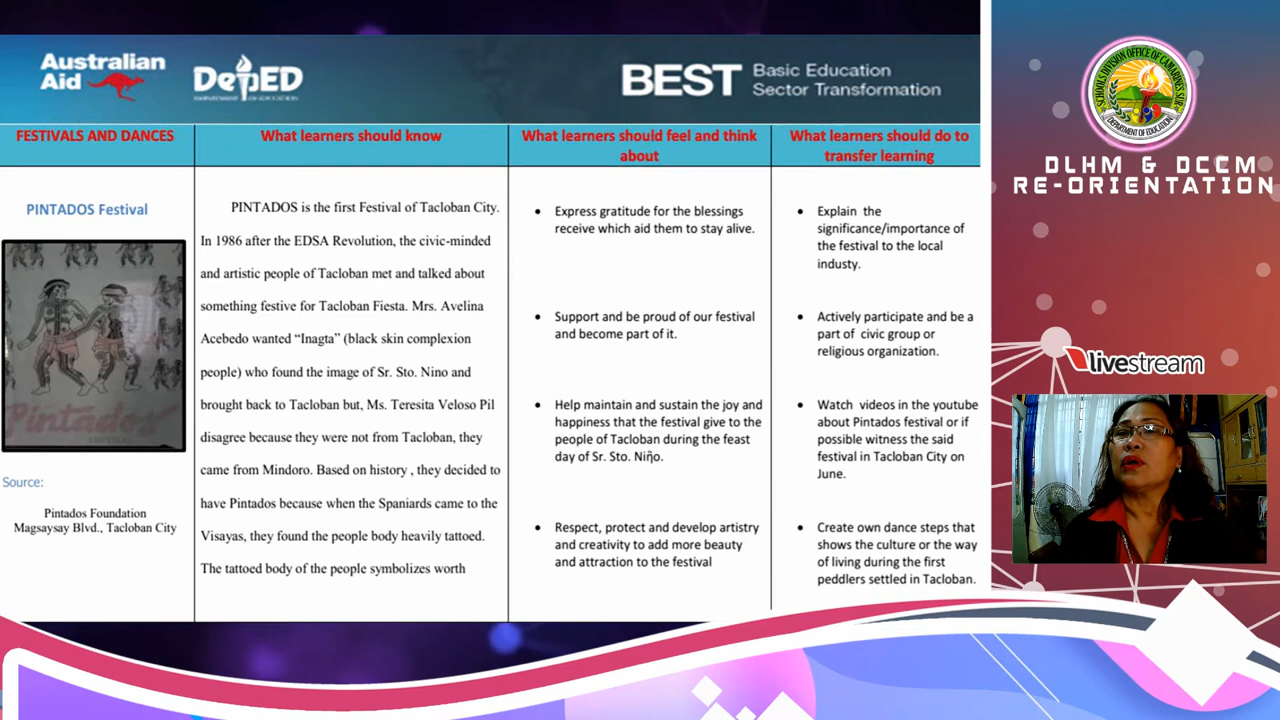 Australian
Aid
DepED
DEPARTMENT OF EDUCATION
BEST
Basic Education
Sector Transformation
FESTIVALS AND DANCES
What learners should know
What learners should feel and think
about
What learners should do to
transfer learning
PINTADOS Festival
Pintados
Source:
Pintados Foundation
Magsaysay Blvd., Tacloban City
PINTADOS is the first Festival of Tacloban City.
In 1986 after the EDSA Revolution, the civic-minded
and artistic people of Tacloban met and talked about
something festive for Tacloban Fiesta. Mrs. Avelina
Acebedo wanted “Inagta” (black skin complexion
people) who found the image of Sr. Sto. Nino and
brought back to Tacloban but, Ms. Teresita Veloso Pil
disagree because they were not from Tacloban, they
came from Mindoro. Based on history , they decided to
have Pintados because when the Spaniards came to the
Visayas, they found the people body heavily tattoed.
The tattoed body of the people symbolizes worth
• Express gratitude for the blessings
receive which aid them to stay alive.
• Support and be proud of our festival
and become part of it.
• Help maintain and sustain the joy and
happiness that the festival give to the
people of Tacloban during the feast
day of Sr. Sto. Niño.
• Respect, protect and develop artistry
and creativity to add more beauty
and attraction to the festival
• Explain the
significance/importance of
the festival to the local
industy.
• Actively participate and be a
part of civic group or
religious organization.
• Watch videos in the youtube
about Pintados festival or if
possible witness the said
festival in Tacloban City on
June.
• Create own dance steps that
shows the culture or the way
of living during the first
peddlers settled in Tacloban.
SCHOOLS DIVISION OFFICE OF CAMARINES SUR
DEPARTMENT OF EDUCATION
DLHM & DCCM
RE-ORIENTATION
livestream